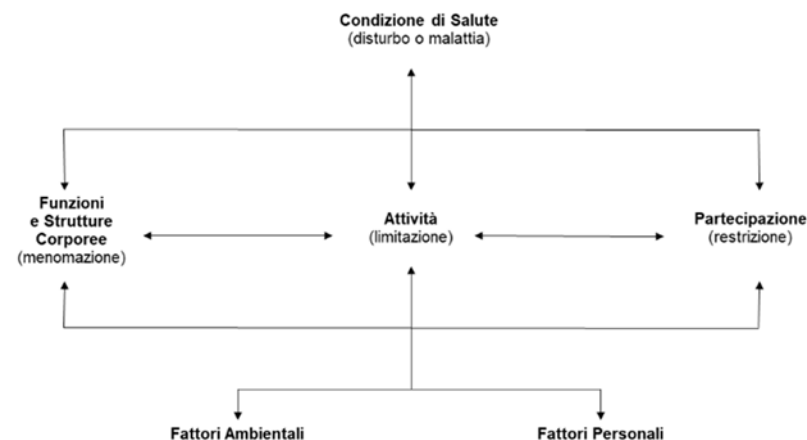 Condizione di Salute
(disturbo o malattia)
Funzioni
e Strutture
Corporee
(menomazione)
Attività
(limitazione)
Partecipazione
(restrizione)
Fattori Ambientali
Fattori Personali